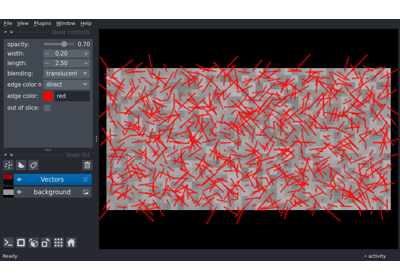 File View Plugins Window Help
layer controls
opacity: 0.70
width: 0.20
length: 2.50
blending: translucent
edge color m direct
edge color: red
out of slice:
layer list
Vectors
background
Ready
activity